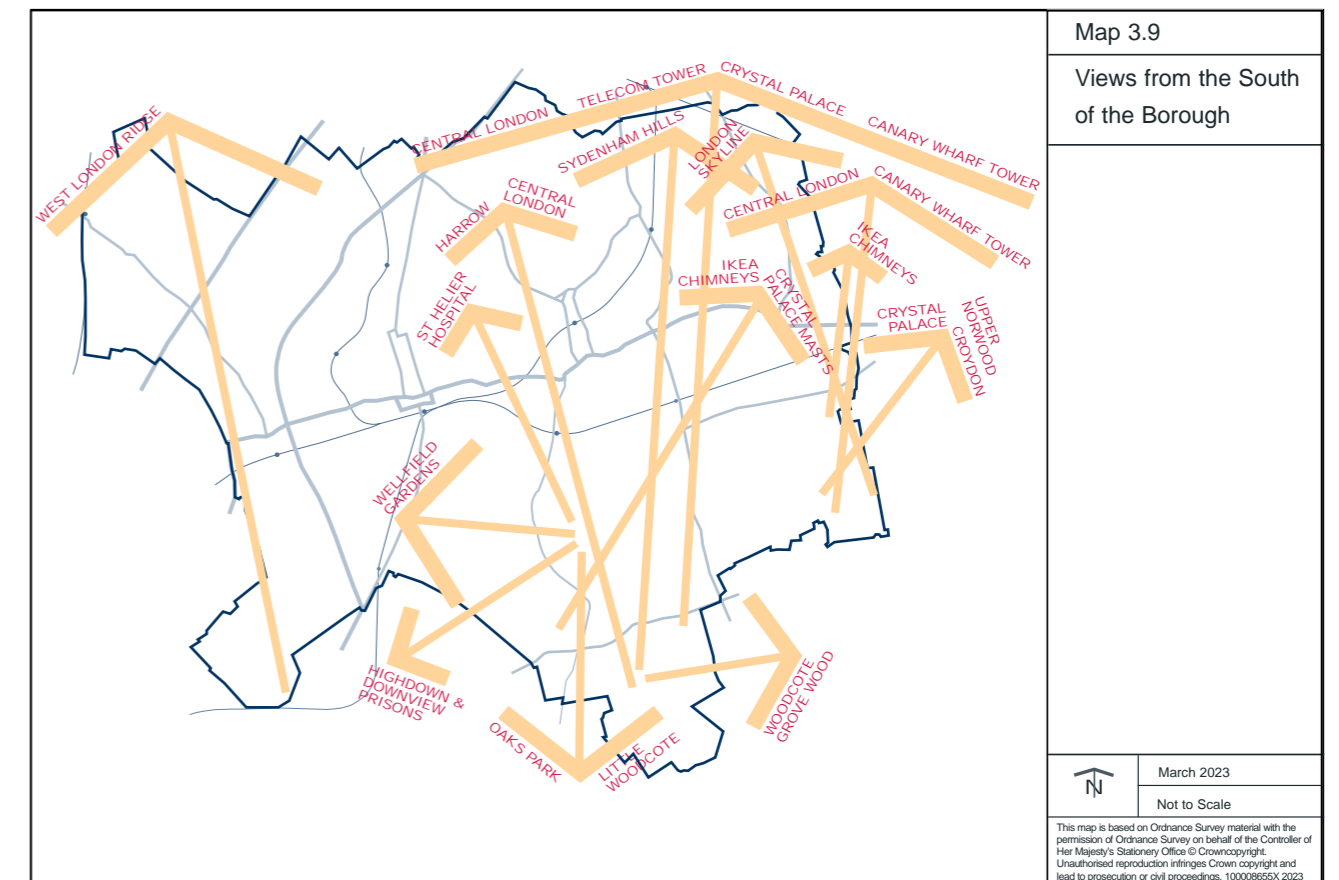 Map 3.9
Views from the South
of the Borough
WEST LONDON RIDGE
CENTRAL LONDON
TELECOM TOWER
CRYSTAL PALACE
CANARY WHARF TOWER
SYDENHAM HILLS
LONDON
SKYLINE
CENTRAL LONDON
CANARY WHARF TOWER
HARROW
CENTRAL
LONDON
IKEA
CHIMNEYS
ST HELIER
HOSPITAL
IKEA
CHIMNEYS
CRYSTAL
PALACE MASTS
CRYSTAL
PALACE
UPPER
NORWOOD
CROYDON
WELLFIELD
GARDENS
HIGHDOWN &
DOWNVIEW
PRISONS
OAKS PARK
LITTLE
WOODCOTE
WOODCOTE
GROVE WOOD
N
March 2023
Not to Scale
This map is based on Ordnance Survey material with the
permission of Ordnance Survey on behalf of the Controller of
Her Majesty's Stationery Office © Crowncopyright.
Unauthorised reproduction infringes Crown copyright and
lead to prosecution or civil proceedings. 100008655X 2023